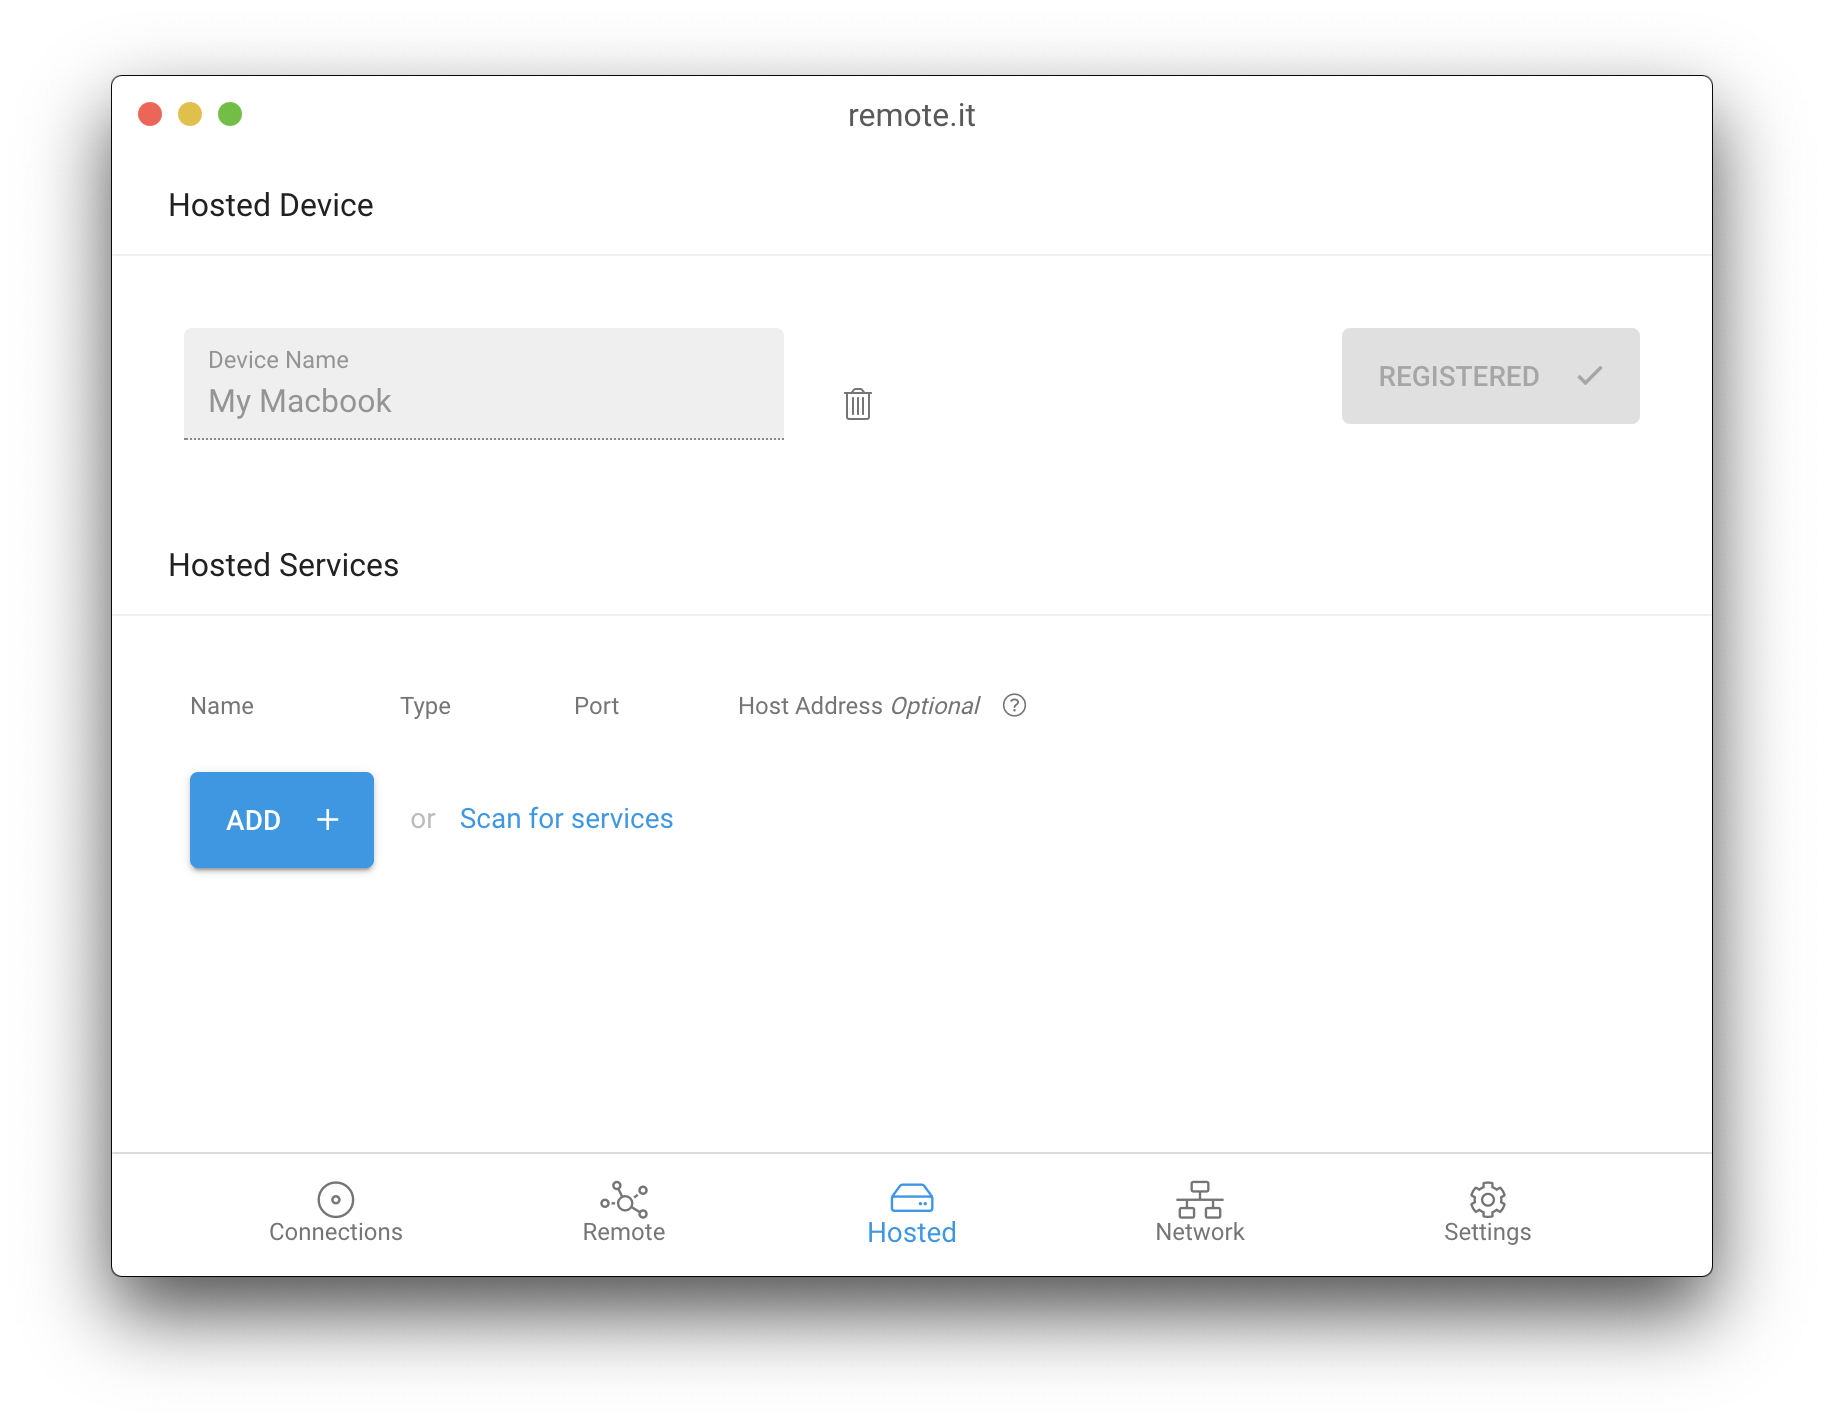 remote.it
Hosted Device
Device Name
My Macbook
REGISTERED
Hosted Services
Name Type Port Host Address Optional ?
ADD + or Scan for services
Connections Remote Hosted Network Settings